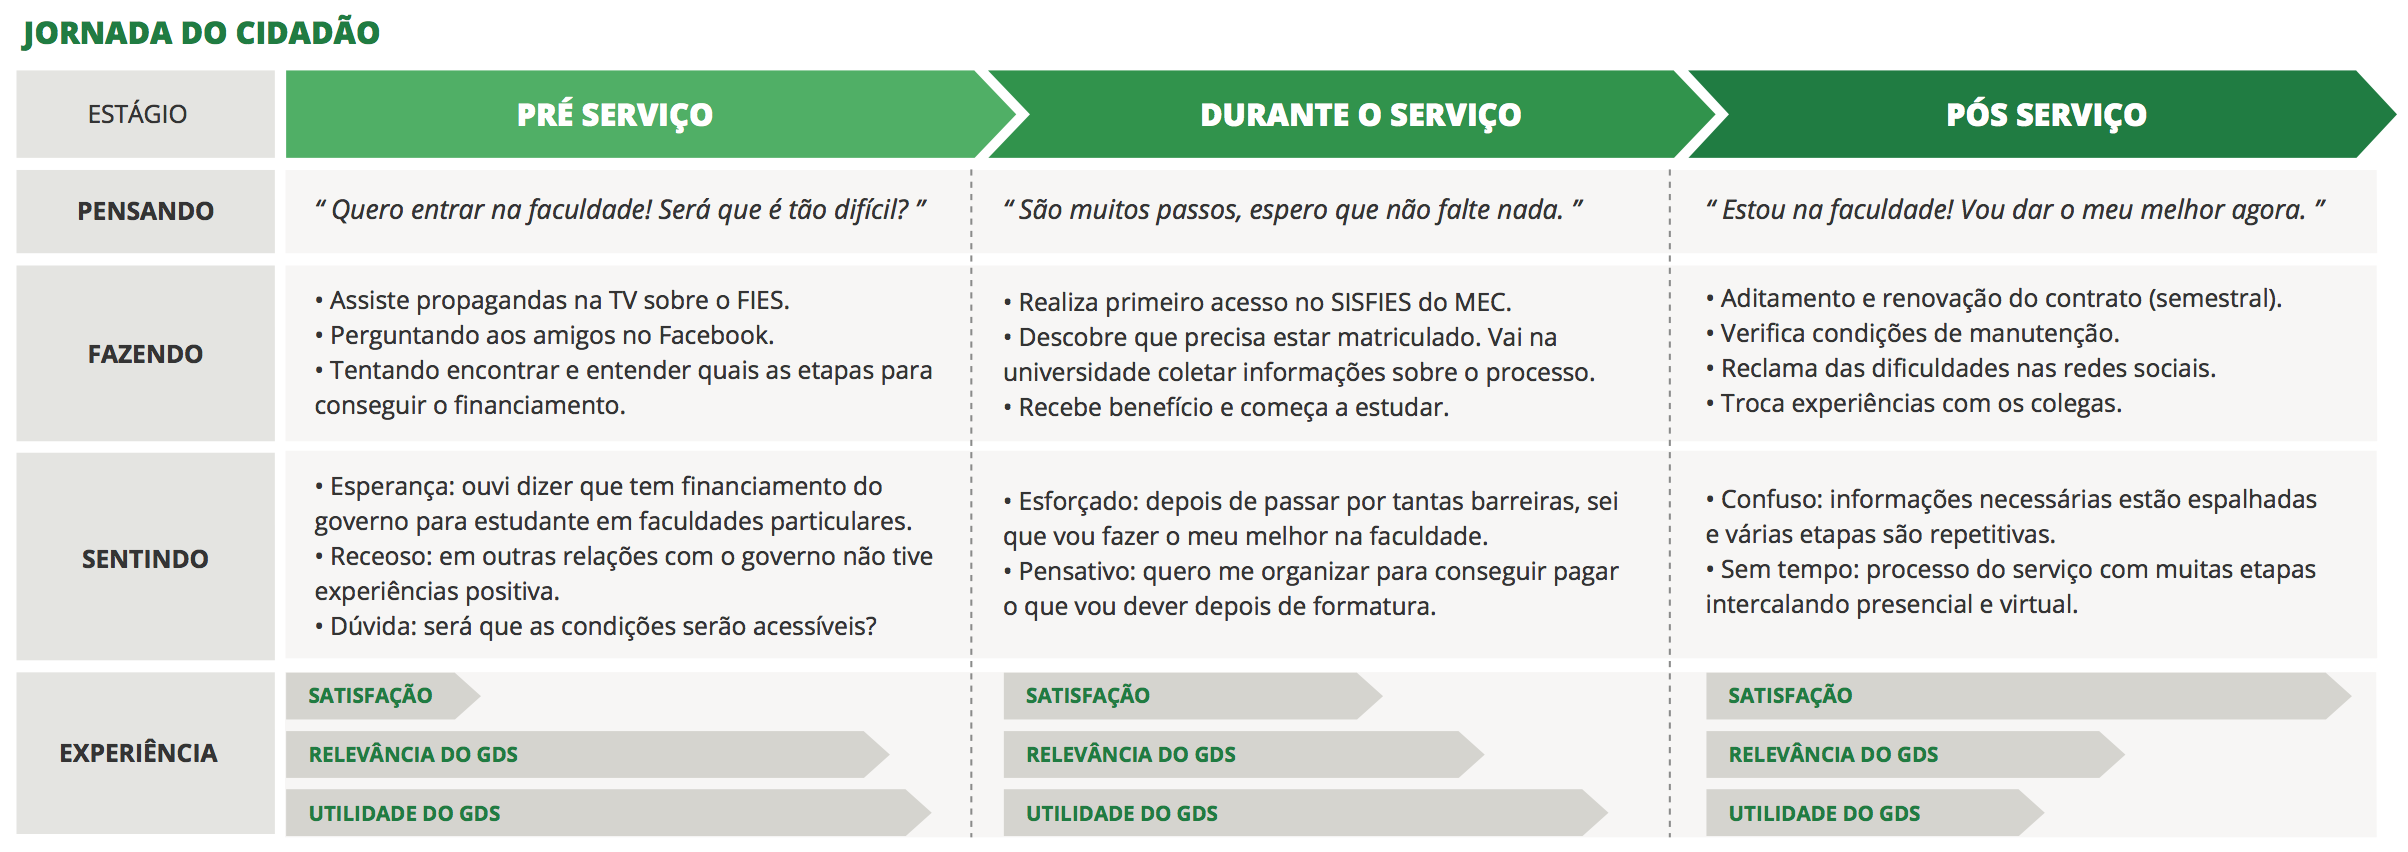 JORNADA DO CIDADÃO
ESTÁGIO
PRÉ SERVIÇO
DURANTE O SERVIÇO
PÓS SERVIÇO
PENSANDO
“ Quero entrar na faculdade! Será que é tão difícil? ”
“ São muitos passos, espero que não falte nada. ”
“ Estou na faculdade! Vou dar o meu melhor agora. ”
FAZENDO
• Assiste propagandas na TV sobre o FIES.
• Perguntando aos amigos no Facebook.
• Tentando encontrar e entender quais as etapas para
conseguir o financiamento.
• Realiza primeiro acesso no SISFIES do MEC.
• Descobre que precisa estar matriculado. Vai na
universidade coletar informações sobre o processo.
• Recebe benefício e começa a estudar.
• Aditamento e renovação do contrato (semestral).
• Verifica condições de manutenção.
• Reclama das dificuldades nas redes sociais.
• Troca experiências com os colegas.
SENTINDO
• Esperança: ouvi dizer que tem financiamento do
governo para estudante em faculdades particulares.
• Receoso: em outras relações com o governo não tive
experiências positiva.
• Dúvida: será que as condições serão acessíveis?
• Esforçado: depois de passar por tantas barreiras, sei
que vou fazer o meu melhor na faculdade.
• Pensativo: quero me organizar para conseguir pagar
o que vou dever depois de formatura.
• Confuso: informações necessárias estão espalhadas
e várias etapas são repetitivas.
• Sem tempo: processo do serviço com muitas etapas
intercalando presencial e virtual.
EXPERIÊNCIA
SATISFAÇÃO
RELEVÂNCIA DO GDS
UTILIDADE DO GDS
SATISFAÇÃO
RELEVÂNCIA DO GDS
UTILIDADE DO GDS
SATISFAÇÃO
RELEVÂNCIA DO GDS
UTILIDADE DO GDS